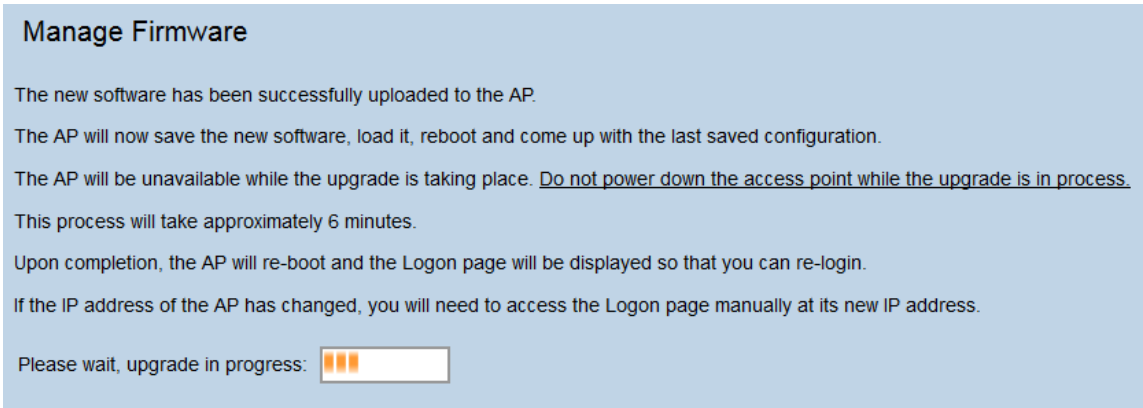 Manage Firmware
The new software has been successfully uploaded to the AP.
The AP will now save the new software, load it, reboot and come up with the last saved configuration.
The AP will be unavailable while the upgrade is taking place. Do not power down the access point while the upgrade is in process.
This process will take approximately 6 minutes.
Upon completion, the AP will re-boot and the Logon page will be displayed so that you can re-login.
If the IP address of the AP has changed, you will need to access the Logon page manually at its new IP address.
Please wait, upgrade in progress: